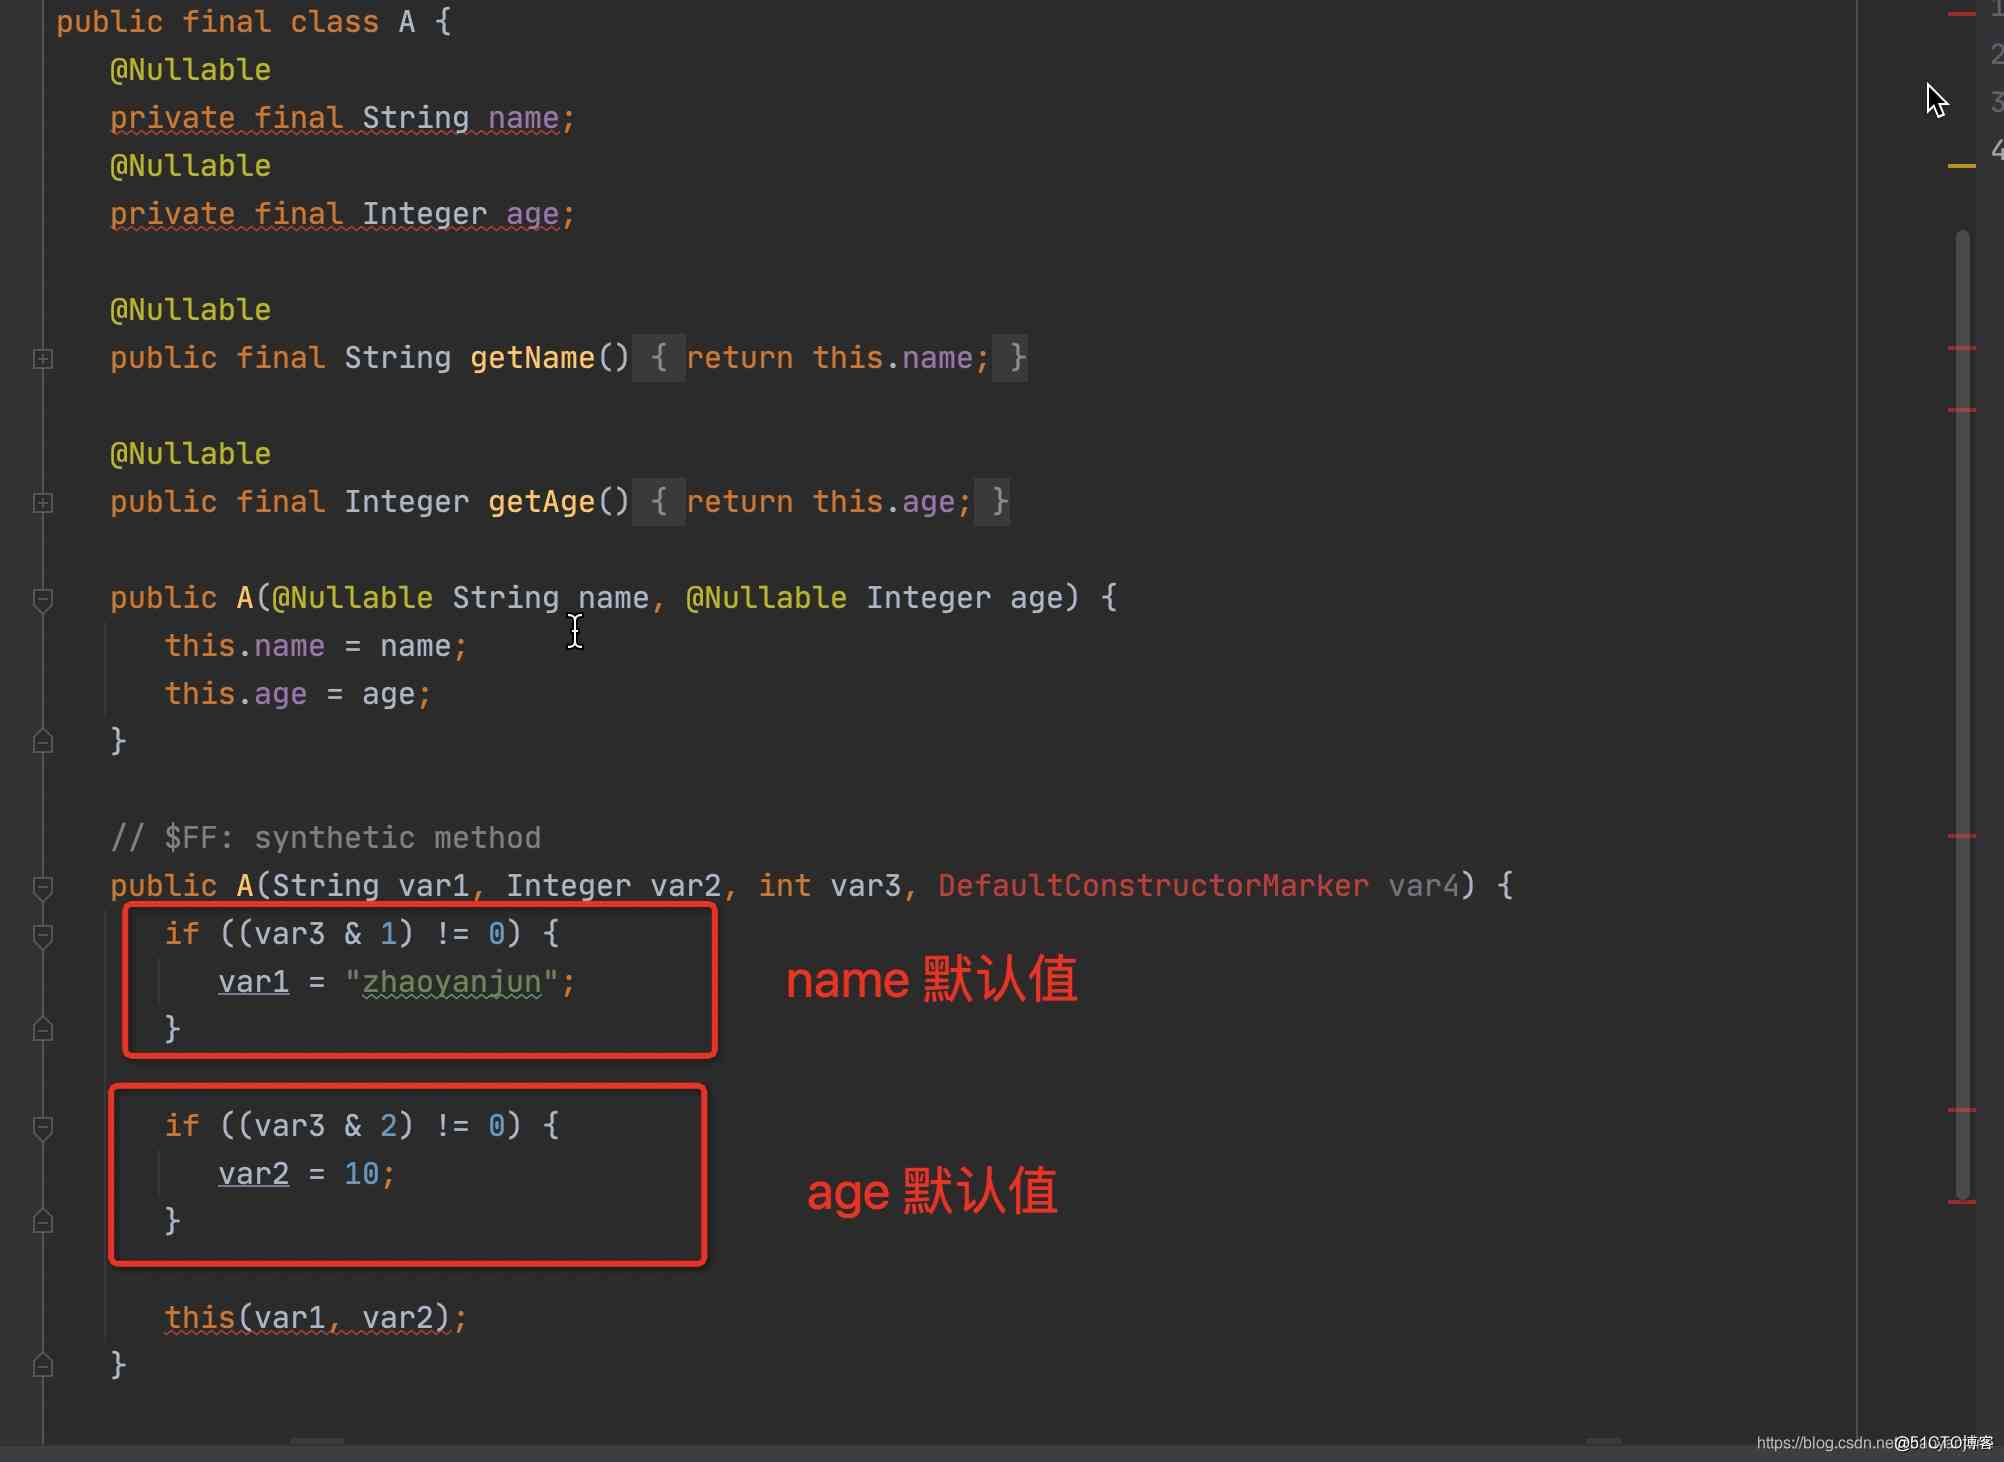 public final class A {
@Nullable
private final String name;
@Nullable
private final Integer age;
@Nullable
public final String getName() { return this.name; }
@Nullable
public final Integer getAge() { return this.age; }
public A(@Nullable String name, @Nullable Integer age) {
this.name = name;
this.age = age;
}
// $FF: synthetic method
public A(String var1, Integer var2, int var3, DefaultConstructorMarker var4) {
if ((var3 & 1) != 0) {
var1 = "zhaoyanjun";
}
name 默认值
if ((var3 & 2) != 0) {
var2 = 10;
}
age 默认值
this(var1, var2);
}
1
2
3
4
https://blog.csdn.net
@51CTO博客